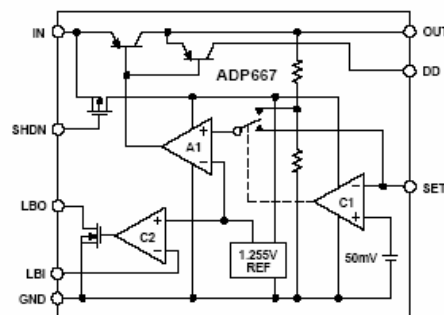 IN
OUT
DD
ADP667
SHDN
+
A1
−
−
SET
C1
+
LBO
+
C2
−
1.255V
REF
50mV
LBI
GND